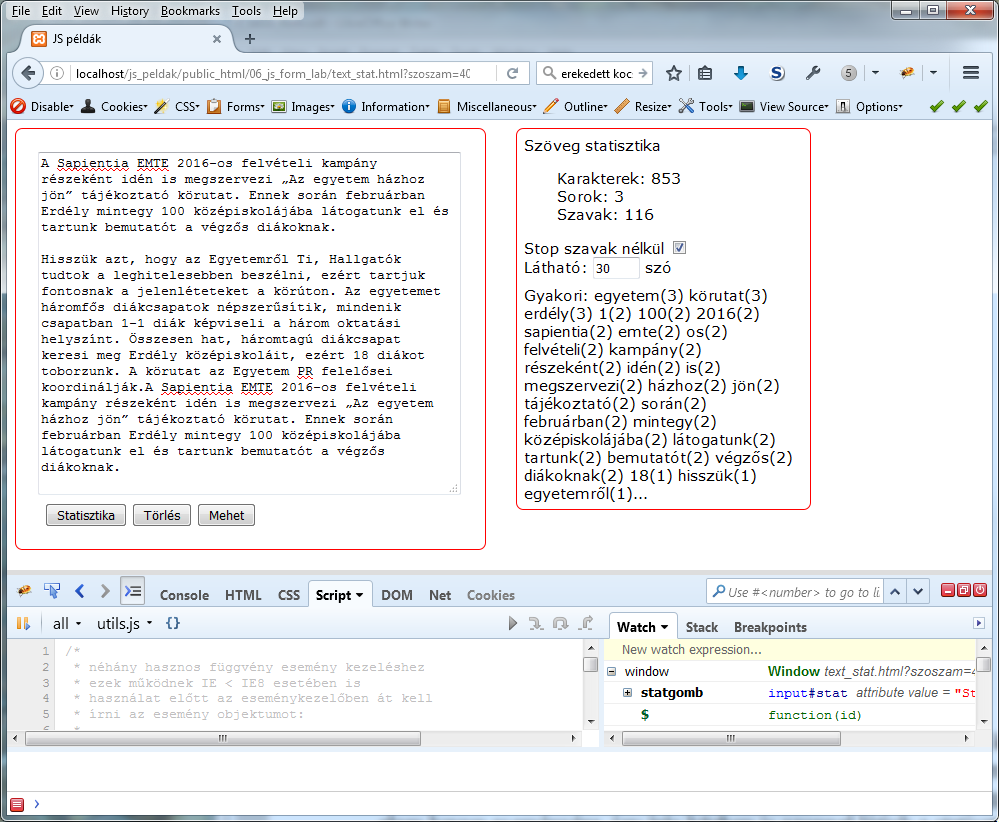 File Edit View History Bookmarks Tools Help
JS példák
localhost/js_peldak/public_html/06_js_form_lab/text_stat.html?szoszam=40
erekedett koc
S
5
Disable Cookies CSS Forms Images Information Miscellaneous Outline Resize Tools View Source Options
A Sapientia EMTE 2016-os felvételi kampány
részeként idén is megszervezi „Az egyetem házhoz
jön” tájékoztató körutat. Ennek során februárban
Erdély mintegy 100 középiskolájába látogatunk el és
tartunk bemutatót a végzős diákoknak.
Hisszük azt, hogy az Egyetemről Ti, Hallgatók
tudtok a leghitelesebben beszélni, ezért tartjuk
fontosnak a jelenléteteket a körúton. Az egyetemet
háromfős diákcsapatok népszerűsítik, mindenik
csapatban 1-1 diák képviseli a három oktatási
helyszínt. Összesen hat, háromtagú diákcsapat
keresi meg Erdély középiskoláit, ezért 18 diákot
toborzunk. A körutat az Egyetem PR felelősei
koordinálják.A Sapientia EMTE 2016-os felvételi
kampány részeként idén is megszervezi „Az egyetem
házhoz jön” tájékoztató körutat. Ennek során
februárban Erdély mintegy 100 középiskolájába
látogatunk el és tartunk bemutatót a végzős
diákoknak.
Statisztika Törlés Mehet
Szöveg statisztika
Karakterek: 853
Sorok: 3
Szavak: 116
Stop szavak nélkül
Látható: 30 szó
Gyakori: egyetem(3) körutat(3)
erdély(3) 1(2) 100(2) 2016(2)
sapientia(2) emte(2) os(2)
felvételi(2) kampány(2)
részeként(2) idén(2) is(2)
megszervezi(2) házhoz(2) jön(2)
tájékoztató(2) során(2)
februárban(2) mintegy(2)
középiskolájába(2) látogatunk(2)
tartunk(2) bemutatót(2) végzős(2)
diákoknak(2) 18(1) hisszük(1)
egyetemről(1)...
Console HTML CSS Script DOM Net Cookies
Use #<number> to go to li
all utils.js {}
Watch Stack Breakpoints
1 /*
2 * néhány hasznos függvény esemény kezeléshez
3 * ezek működnek IE < IE8 esetében is
4 * használat előtt az eseménykezelőben át kell
5 * írni az esemény objektumot:
New watch expression...
window Window text_stat.html?szoszam=4
statgomb input#stat attribute value = "St
$ function(id)